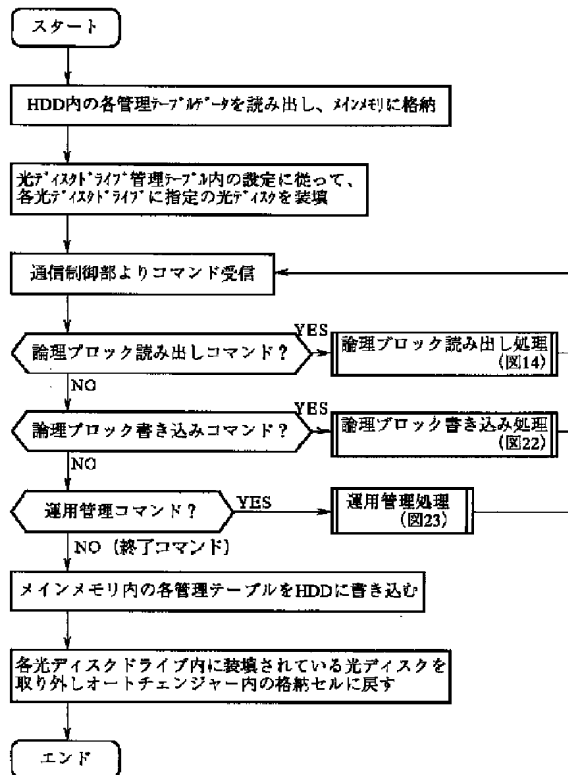 スタート
HDD内の各管理テーブルデータを読み出し、メインメモリに格納
光ディスクドライブ管理テーブル内の設定に従って、
各光ディスクドライブに指定の光ディスクを装填
通信制御部よりコマンド受信
論理ブロック読み出しコマンド?
YES
論理ブロック読み出し処理
(図14)
NO
論理ブロック書き込みコマンド?
YES
論理ブロック書き込み処理
(図22)
NO
運用管理コマンド?
YES
運用管理処理
(図23)
NO (終了コマンド)
メインメモリ内の各管理テーブルをHDDに書き込む
各光ディスクドライブ内に装填されている光ディスクを
取り外しオートチェンジャー内の格納セルに戻す
エンド